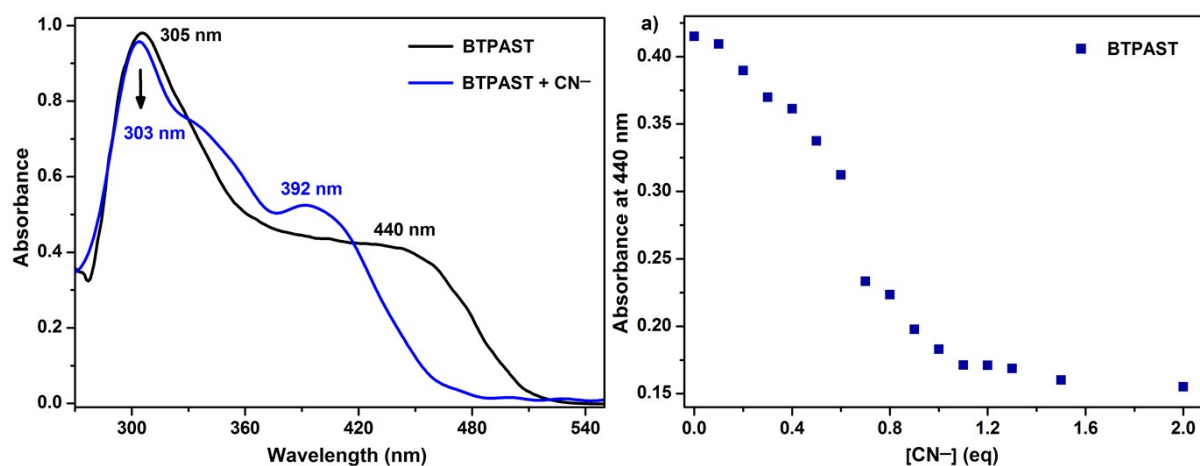 1.0
0.8
0.6
0.4
0.2
0.0
Absorbance
305 nm
303 nm
392 nm
440 nm
BTPAST
BTPAST + CN−
300
360
420
480
540
Wavelength (nm)
a)
BTPAST
0.40
0.35
0.30
0.25
0.20
0.15
Absorbance at 440 nm
0.0
0.4
0.8
1.2
1.6
2.0
[CN−] (eq)